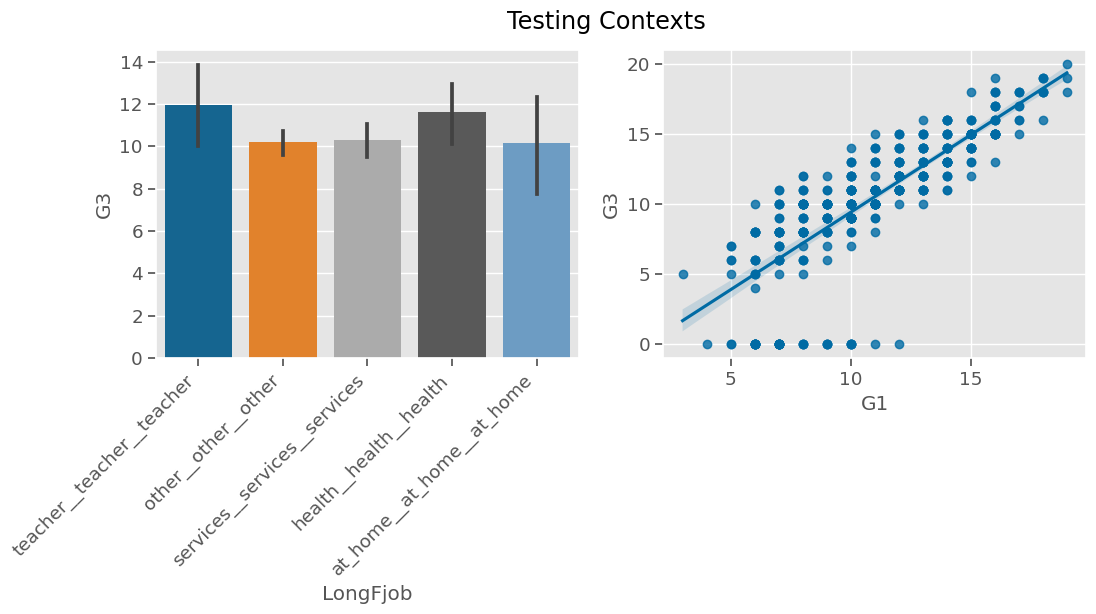 Testing Contexts
G3
14
12
10
8
6
4
2
0
teacher__teacher__teacher
other__other__other
services__services__services
health__health__health
at_home__at_home__at_home
LongFjob
G3
20
15
10
5
0
5
10
15
G1